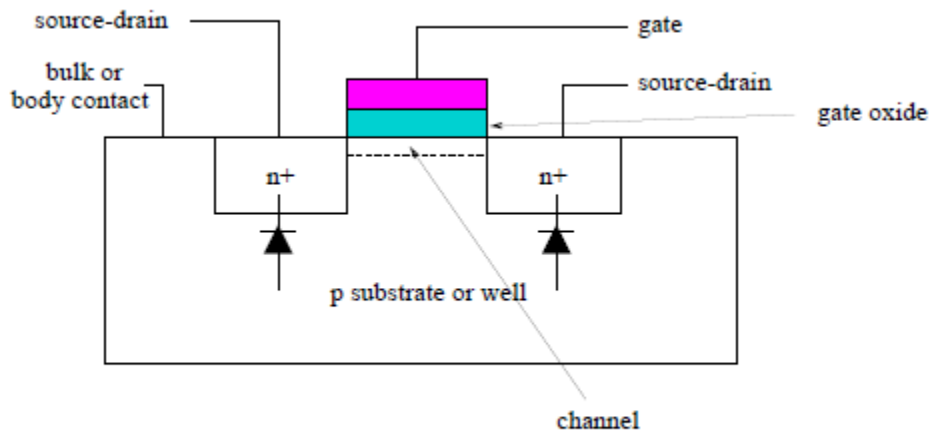 source-drain
gate
bulk or
body contact
source-drain
gate oxide
n+
n+
p substrate or well
channel